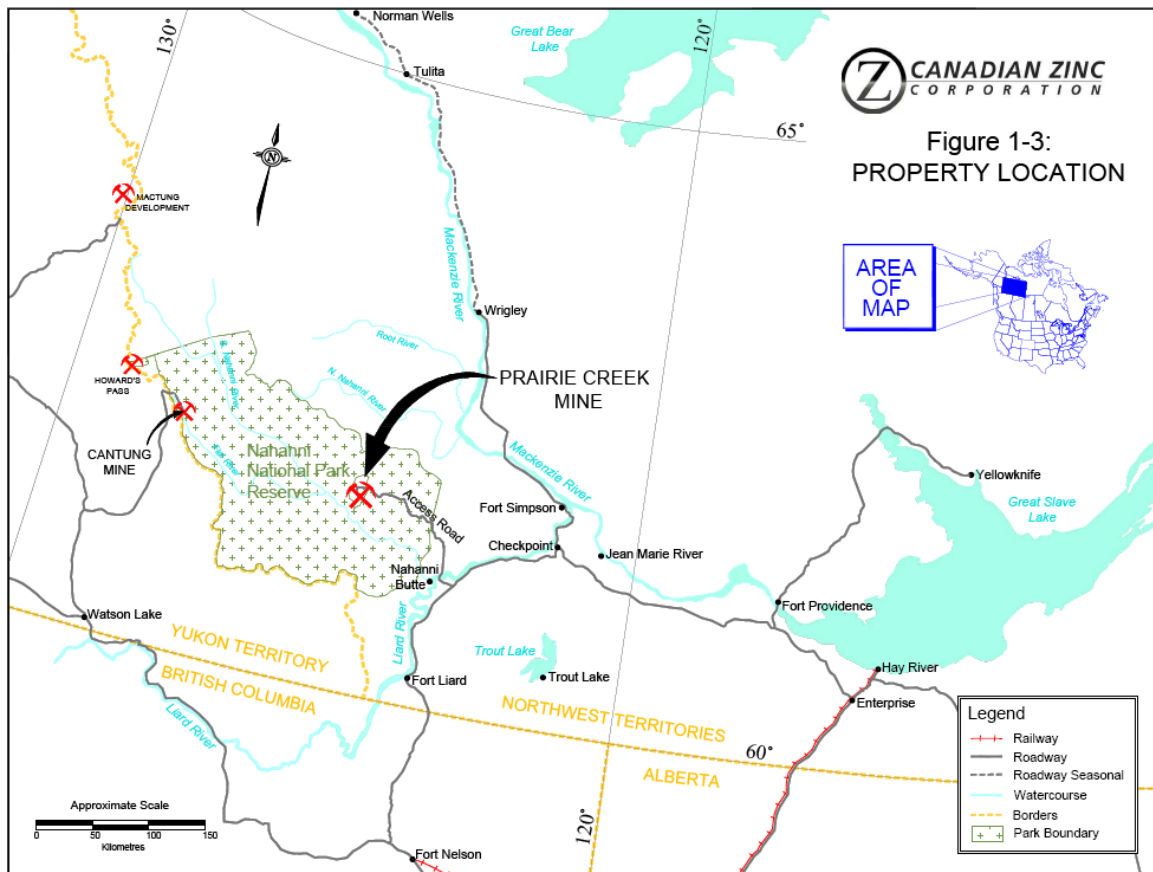 Norman Wells
Great Bear
Lake
130°
120°
Tulita
Z CANADIAN ZINC
CORPORATION
65°
Figure 1-3:
PROPERTY LOCATION
N
MACTUNG
DEVELOPMENT
Mackenzie River
AREA
OF
MAP
Wrigley
Root River
S. Nahanni River
N. Nahanni River
HOWARD'S
PASS
PRAIRIE CREEK
MINE
CANTUNG
MINE
Nahahni
National Park
Reserve
Flat River
Access Road
Mackenzie River
Yellowknife
Great Slave
Lake
Fort Simpson
Checkpoint
Jean Marie River
Nahanni
Butte
Fort Providence
Watson Lake
YUKON TERRITORY
BRITISH COLUMBIA
Liard River
Trout Lake
Trout Lake
Fort Liard
Hay River
Enterprise
NORTHWEST TERRITORIES
Liard River
60°
ALBERTA
120°
Legend
Railway
Roadway
Roadway Seasonal
Watercourse
Borders
Park Boundary
Approximate Scale
0 50 100 150
Kilometres
Fort Nelson